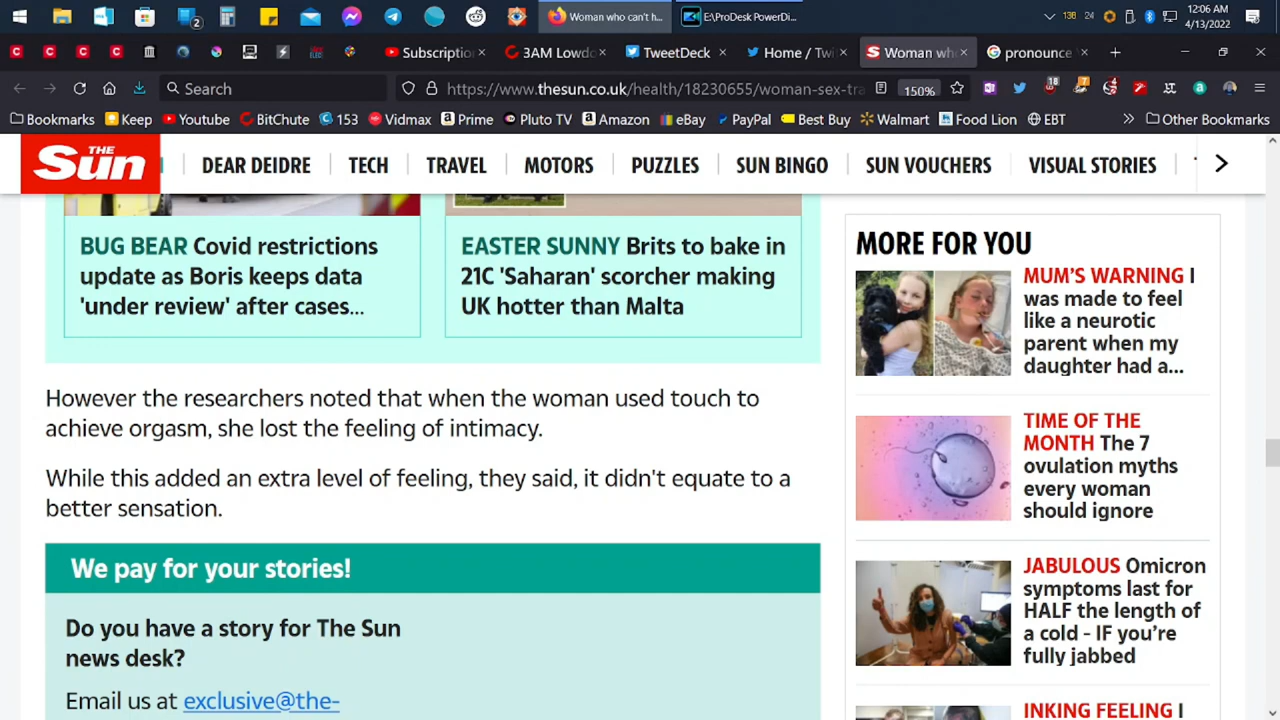 2
Woman who can't h...
E:\ProDesk PowerDi...
138 24
12:06 AM
4/13/2022
Subscriptio
3AM Lowdo
TweetDeck
Home / Twi
Woman who
pronounce
Search
https://www.thesun.co.uk/health/18230655/woman-sex-tra
150%
18
7
4
Bookmarks
Keep
Youtube
BitChute
153
Vidmax
Prime
Pluto TV
Amazon
eBay
PayPal
Best Buy
Walmart
Food Lion
EBT
Other Bookmarks
THE
Sun
DEAR DEIDRE
TECH
TRAVEL
MOTORS
PUZZLES
SUN BINGO
SUN VOUCHERS
VISUAL STORIES
BUG BEAR Covid restrictions
update as Boris keeps data
'under review' after cases...
EASTER SUNNY Brits to bake in
21C 'Saharan' scorcher making
UK hotter than Malta
However the researchers noted that when the woman used touch to
achieve orgasm, she lost the feeling of intimacy.
While this added an extra level of feeling, they said, it didn't equate to a
better sensation.
We pay for your stories!
Do you have a story for The Sun
news desk?
Email us at exclusive@the-
MORE FOR YOU
MUM'S WARNING I
was made to feel
like a neurotic
parent when my
daughter had a...
TIME OF THE
MONTH The 7
ovulation myths
every woman
should ignore
JABULOUS Omicron
symptoms last for
HALF the length of
a cold - IF you're
fully jabbed
INKING FEELING I